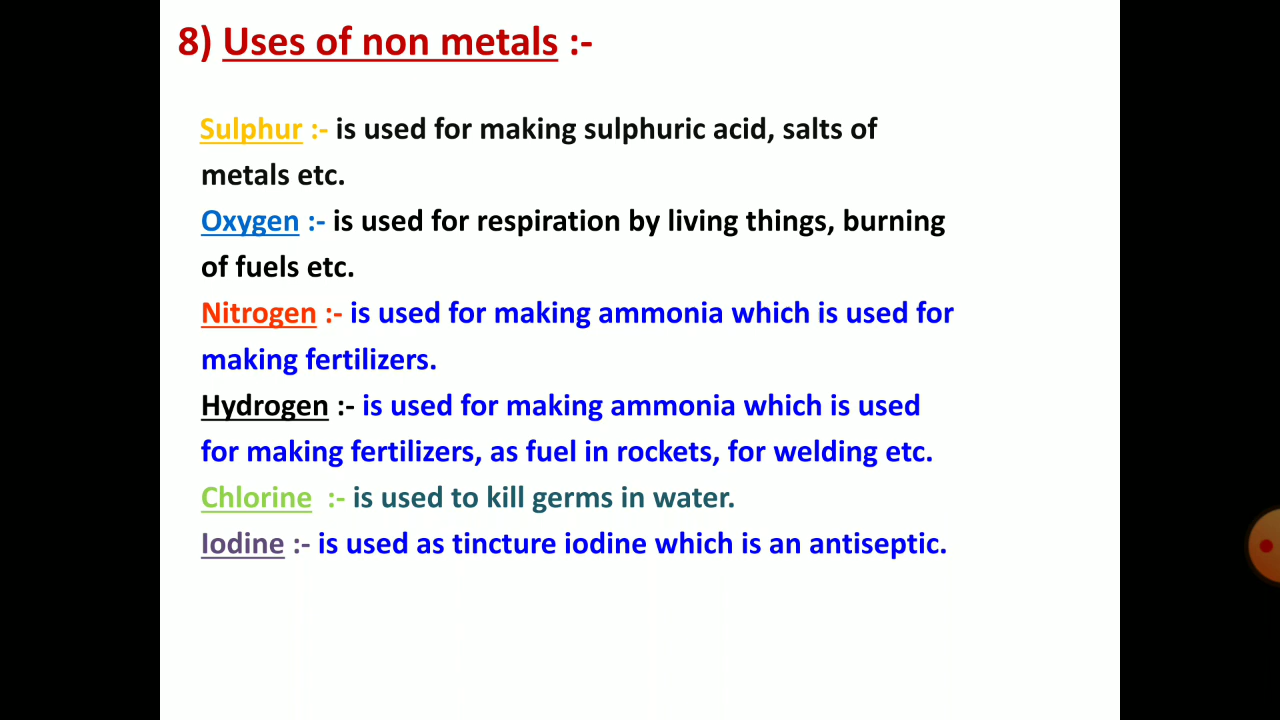 8) Uses of non metals :-
Sulphur :- is used for making sulphuric acid, salts of
metals etc.
Oxygen :- is used for respiration by living things, burning
of fuels etc.
Nitrogen :- is used for making ammonia which is used for
making fertilizers.
Hydrogen :- is used for making ammonia which is used
for making fertilizers, as fuel in rockets, for welding etc.
Chlorine :- is used to kill germs in water.
Iodine :- is used as tincture iodine which is an antiseptic.